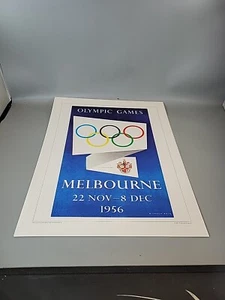 OLYMPIC GAMES
MELBOURNE
22 NOV–8 DEC
1956